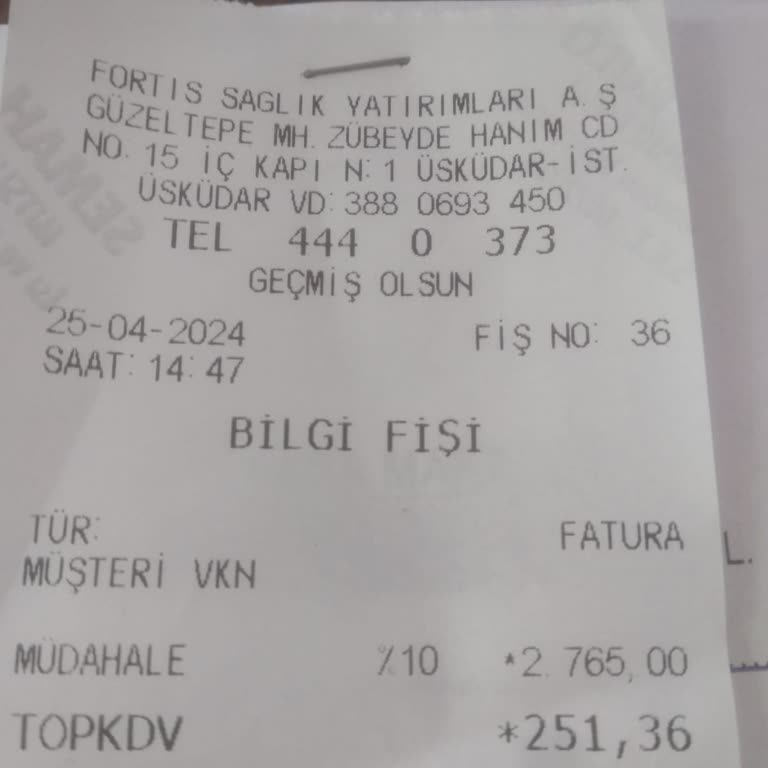 FORTIS SAGLIK YATIRIMLARI A.Ş
GÜZELTEPE MH. ZÜBEYDE HANIM CD
NO: 15 İÇ KAPI N: 1 ÜSKÜDAR-İST.
ÜSKÜDAR VD: 388 0693 450
TEL 444 0 373
GEÇMİŞ OLSUN
25-04-2024 FİŞ NO: 36
SAAT: 14:47
BİLGİ FİŞİ
TÜR: FATURA
MÜŞTERİ VKN
MÜDAHALE %10 *2.765,00
TOPKDV *251,36
L.